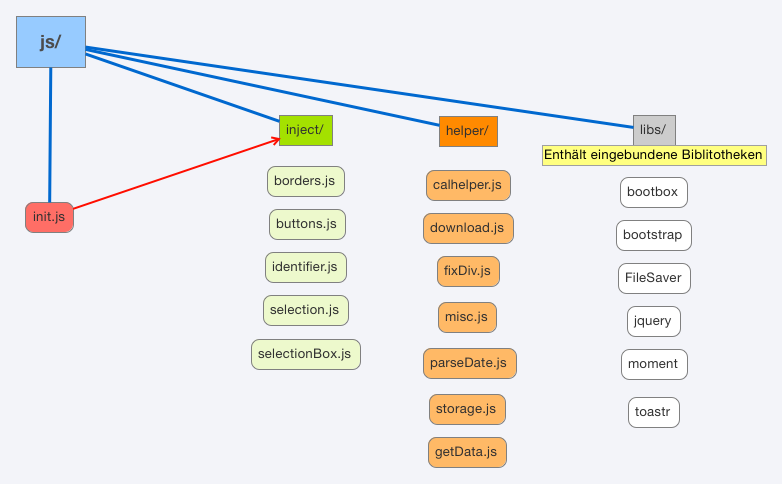 js/
init.js
inject/
borders.js
buttons.js
identifier.js
selection.js
selectionBox.js
helper/
calhelper.js
download.js
fixDiv.js
misc.js
parseDate.js
storage.js
getData.js
libs/
Enthält eingebundene Biblitotheken
bootbox
bootstrap
FileSaver
jquery
moment
toastr